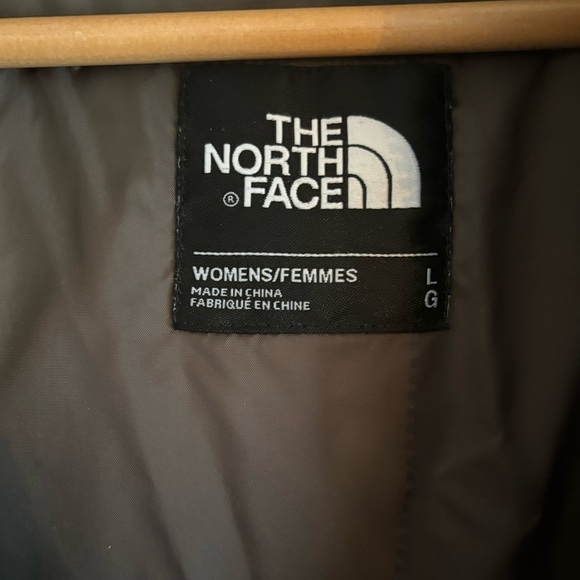 THE
NORTH
® FACE
WOMENS/FEMMES L
MADE IN CHINA G
FABRIQUÉ EN CHINE